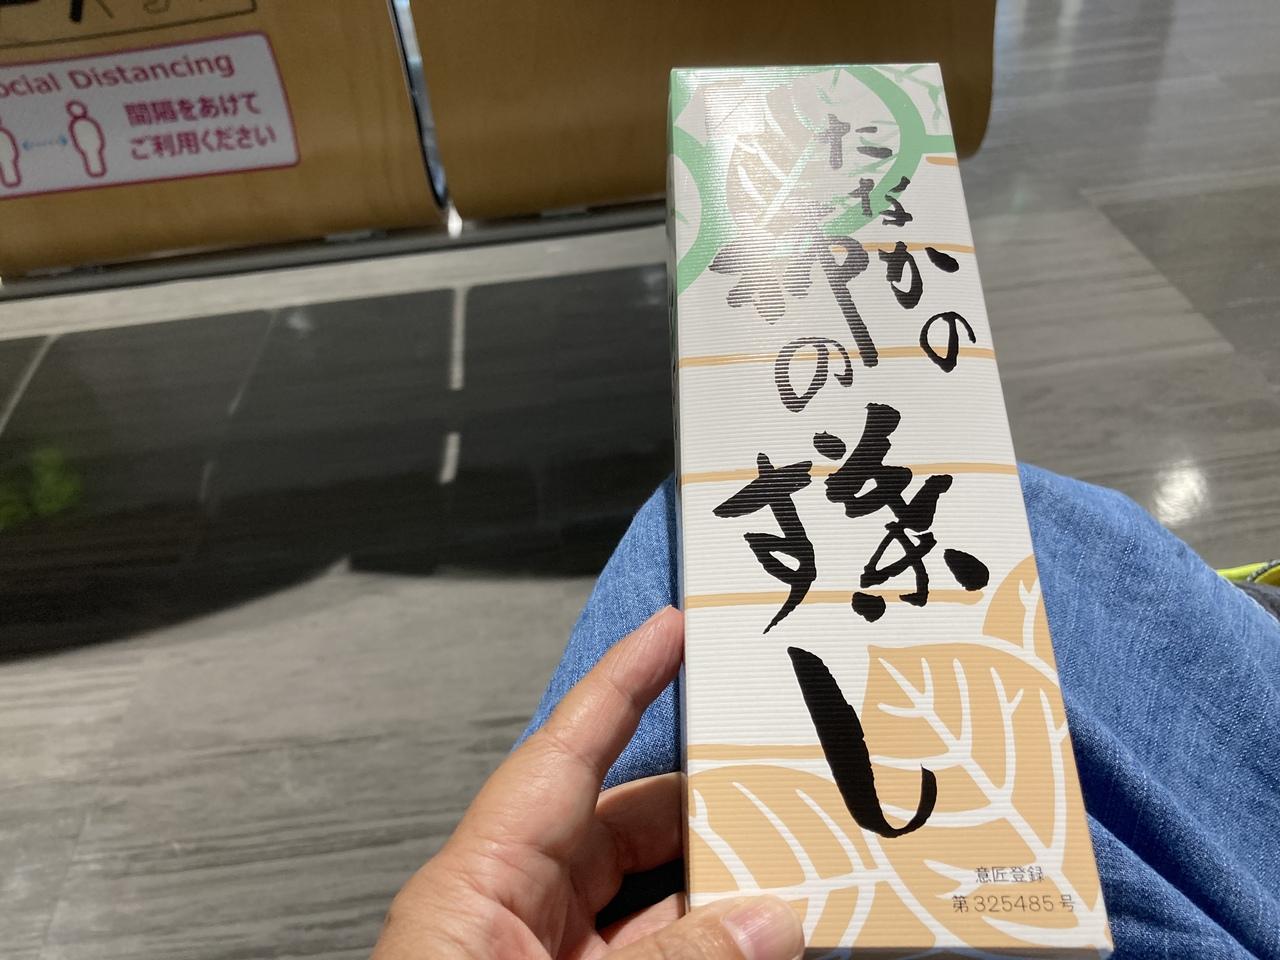 Social Distancing
間隔をあけて
ご利用ください
たなかの
柿の葉
すし
意匠登録
第325485号